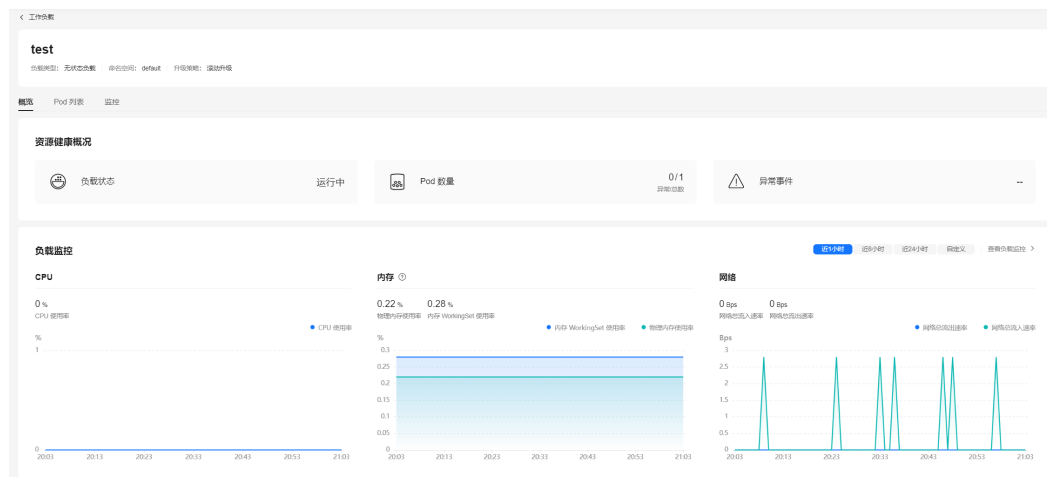 工作负载
test
负载类型： 无状态负载 命名空间： default 升级策略： 滚动升级
概览 Pod 列表 监控
资源健康概况
负载状态 运行中
Pod 数量 0/1
异常/总数
异常事件 --
负载监控
近1小时 近8小时 近24小时 自定义 查看负载监控
CPU
0 %
CPU 使用率
CPU 使用率
%
1
0
20:03 20:13 20:23 20:33 20:43 20:53 21:03
内存
0.22 % 0.28 %
物理内存使用率 内存 WorkingSet 使用率
内存 WorkingSet 使用率 物理内存使用率
%
0.3
0.25
0.2
0.15
0.1
0.05
0
20:03 20:13 20:23 20:33 20:43 20:53 21:03
网络
0 Bps 0 Bps
网络总流入速率 网络总流出速率
网络总流出速率 网络总流入速率
Bps
3
2.5
2
1.5
1
0.5
0
20:03 20:13 20:23 20:33 20:43 20:53 21:03